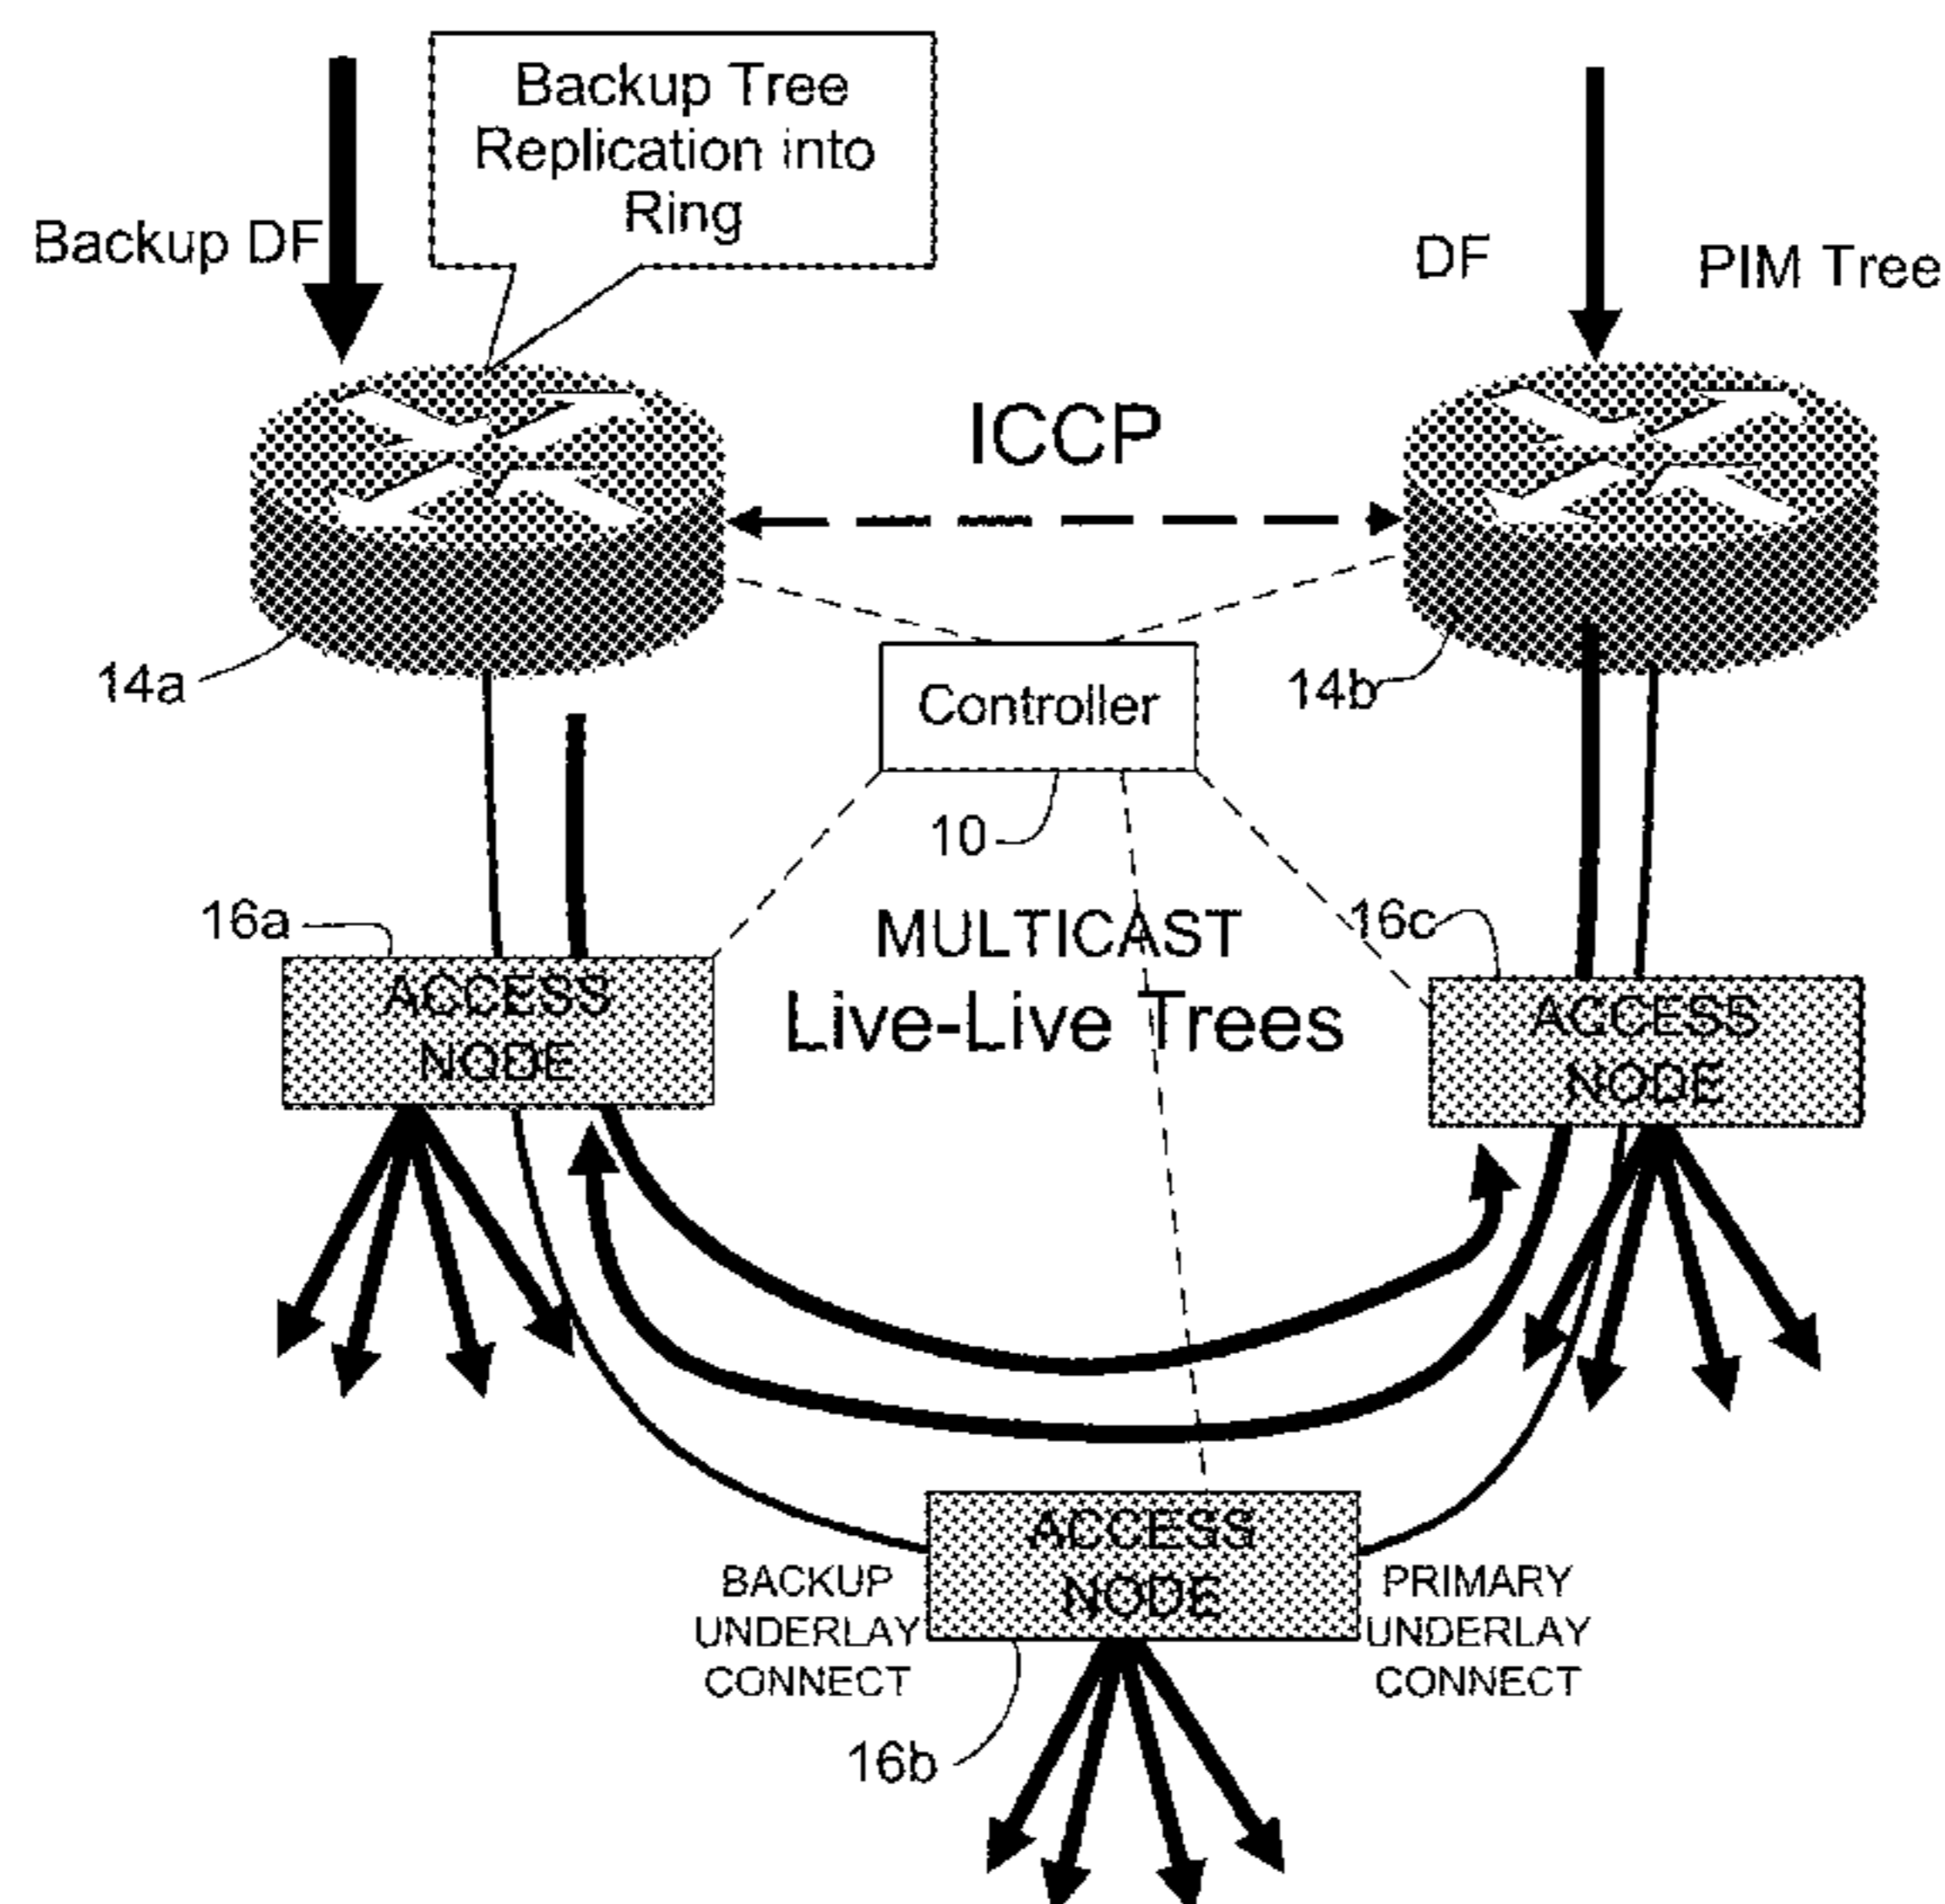 Backup Tree
Replication into
Ring
Backup DF
DF
PIM Tree
ICCP
14a
14b
Controller
10
16a
16c
MULTICAST
Live-Live Trees
ACCESS
NODE
ACCESS
NODE
ACCESS
NODE
BACKUP
UNDERLAY
CONNECT
PRIMARY
UNDERLAY
CONNECT
16b